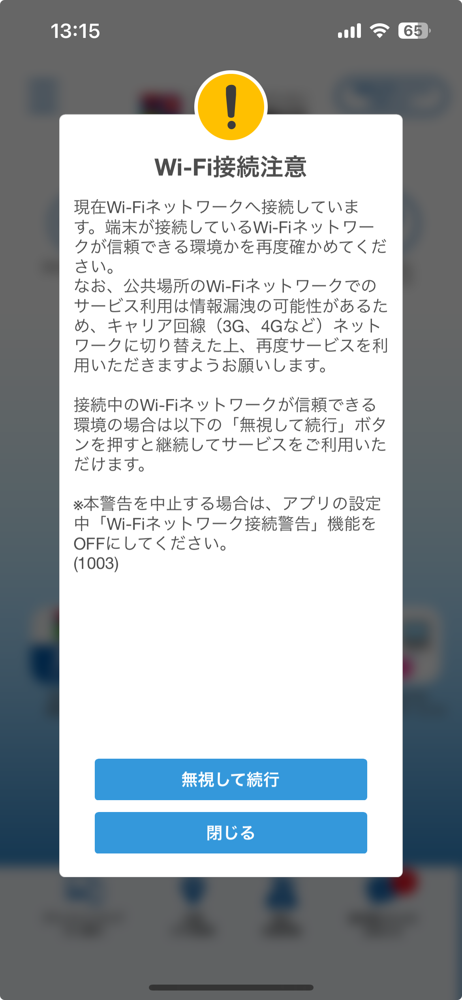 13:15
65
Wi-Fi接続注意
現在Wi-Fiネットワークへ接続していま
す。端末が接続しているWi-Fiネットワー
クが信頼できる環境かを再度確かめてくだ
さい。
なお、公共場所のWi-Fiネットワークでの
サービス利用は情報漏洩の可能性があるた
め、キャリア回線（3G、4Gなど）ネット
ワークに切り替えた上、再度サービスを利
用いただきますようお願いします。
接続中のWi-Fiネットワークが信頼できる
環境の場合は以下の「無視して続行」ボタ
ンを押すと継続してサービスをご利用いた
だけます。
※本警告を中止する場合は、アプリの設定
中「Wi-Fiネットワーク接続警告」機能を
OFFにしてください。
(1003)
無視して続行
閉じる